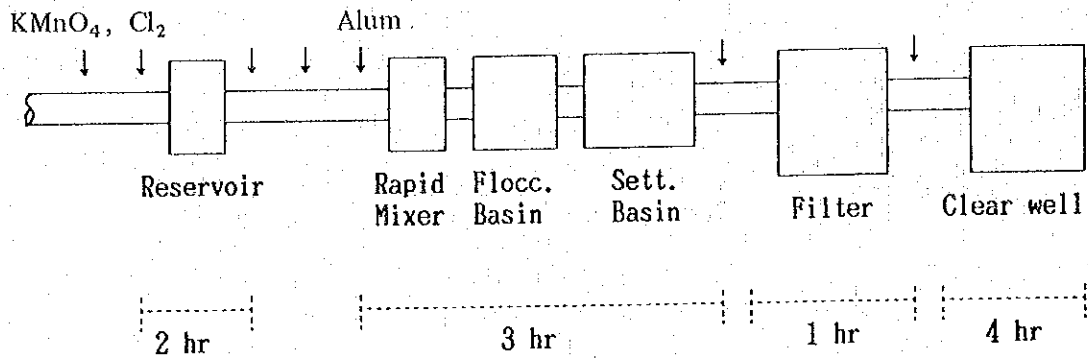 KMnO₄, Cl₂
Alum
Reservoir
Rapid Mixer
Flocc. Basin
Sett. Basin
Filter
Clear well
2 hr
3 hr
1 hr
4 hr